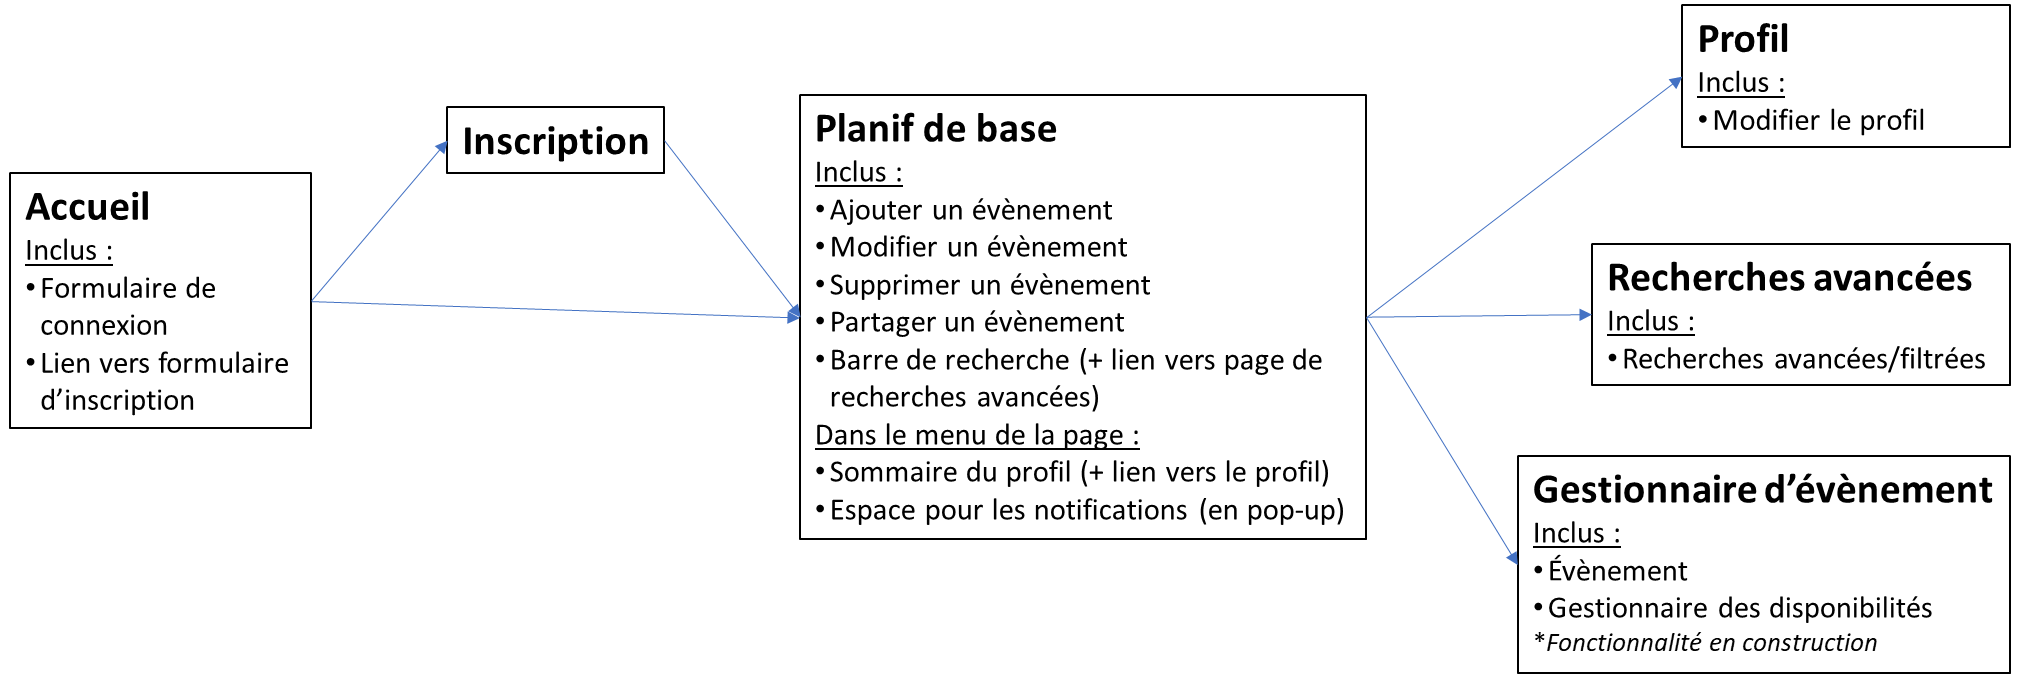 Accueil
Inclus :
• Formulaire de
connexion
• Lien vers formulaire
d’inscription
Inscription
Planif de base
Inclus :
• Ajouter un évènement
• Modifier un évènement
• Supprimer un évènement
• Partager un évènement
• Barre de recherche (+ lien vers page de
recherches avancées)
Dans le menu de la page :
• Sommaire du profil (+ lien vers le profil)
• Espace pour les notifications (en pop-up)
Profil
Inclus :
• Modifier le profil
Recherches avancées
Inclus :
• Recherches avancées/filtrées
Gestionnaire d’évènement
Inclus :
• Évènement
• Gestionnaire des disponibilités
*Fonctionnalité en construction